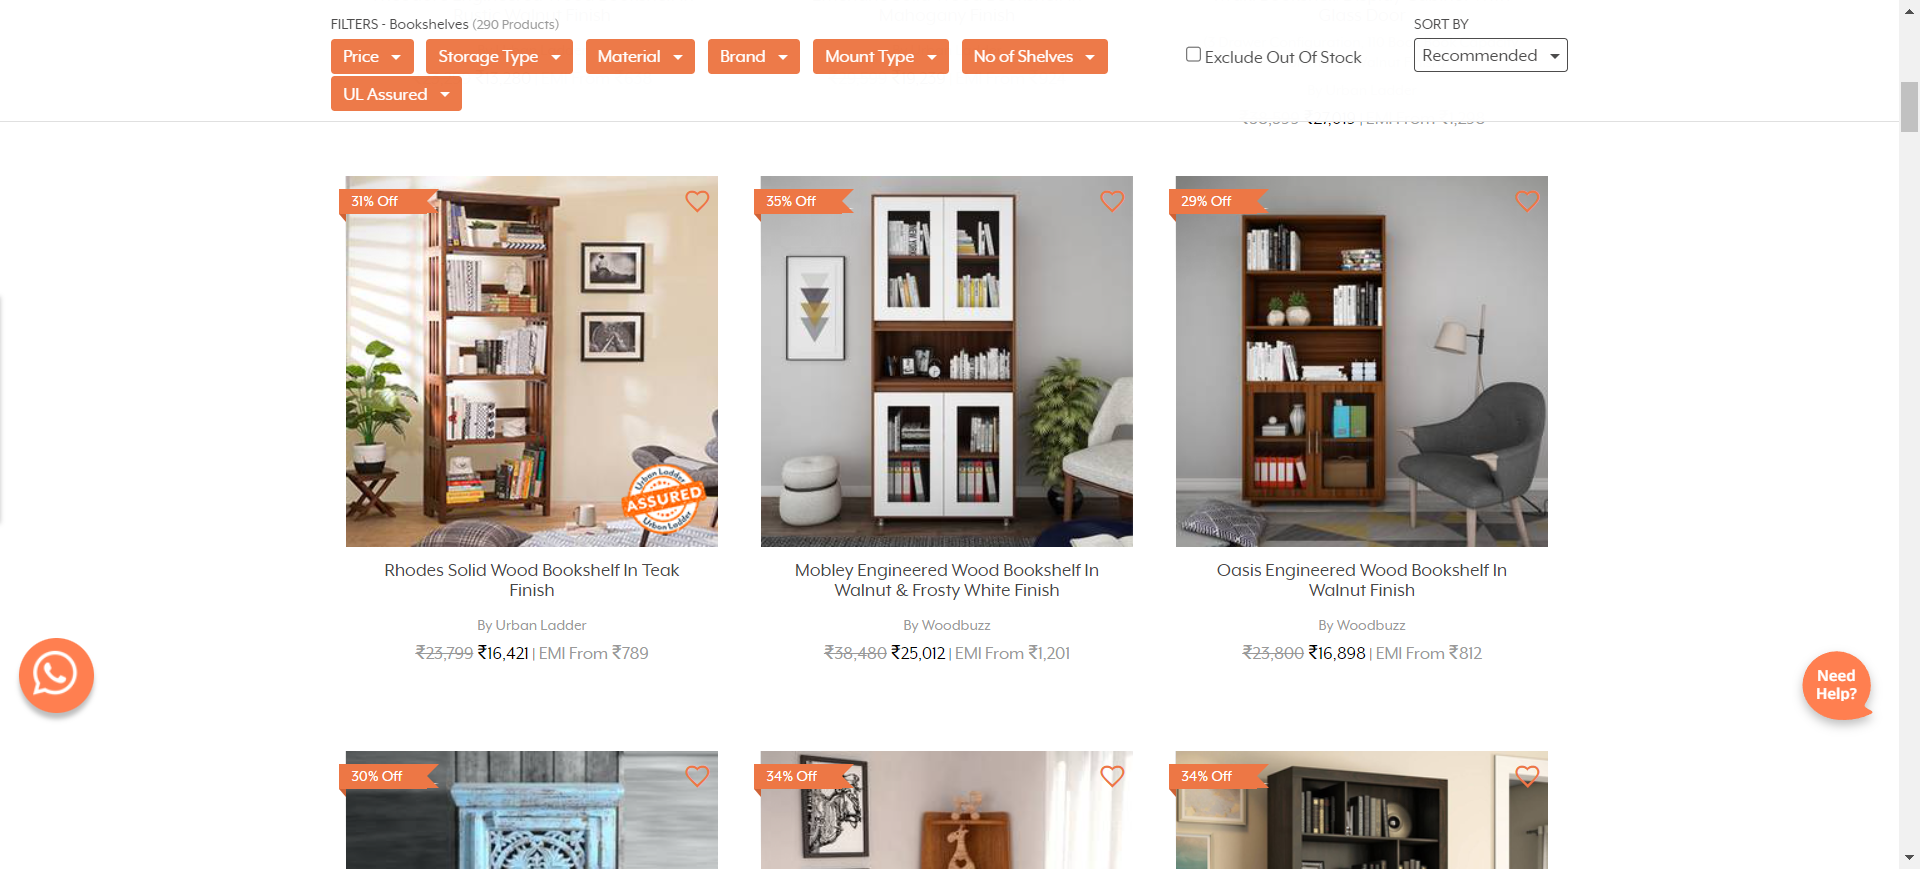 FILTERS - Bookshelves (290 Products)
Price
Storage Type
Material
Brand
Mount Type
No of Shelves
UL Assured
Exclude Out Of Stock
SORT BY
Recommended
31% Off
35% Off
29% Off
Urban Ladder
ASSURED
Urban Ladder
Rhodes Solid Wood Bookshelf In Teak
Finish
By Urban Ladder
₹23,799 ₹16,421 | EMI From ₹789
Mobley Engineered Wood Bookshelf In
Walnut & Frosty White Finish
By Woodbuzz
₹38,480 ₹25,012 | EMI From ₹1,201
Oasis Engineered Wood Bookshelf In
Walnut Finish
By Woodbuzz
₹23,800 ₹16,898 | EMI From ₹812
Need
Help?
30% Off
34% Off
34% Off